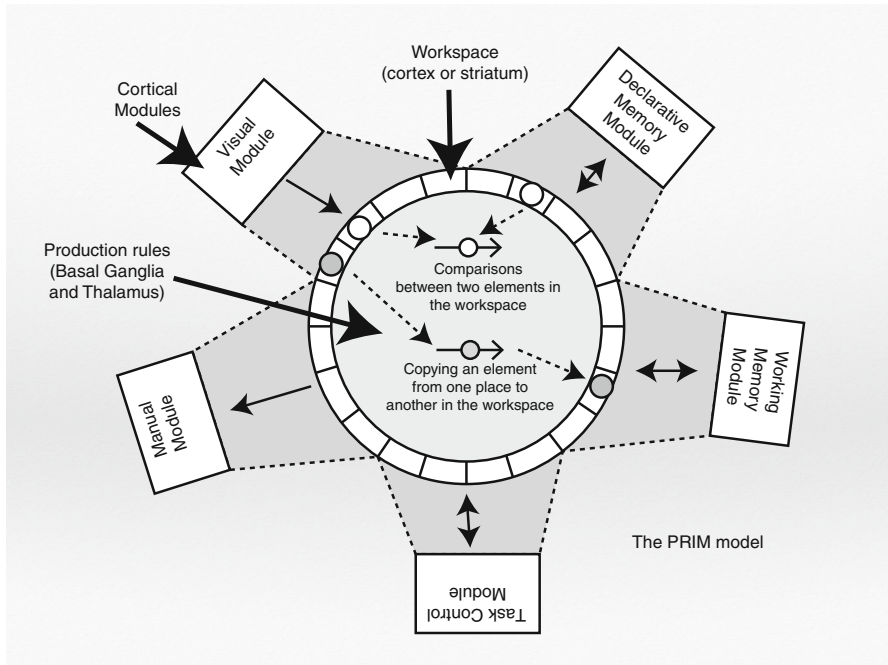 Workspace
(cortex or striatum)
Cortical
Modules
Visual
Module
Declarative
Memory
Module
Production rules
(Basal Ganglia
and Thalamus)
Comparisons
between two elements in
the workspace
Copying an element
from one place to
another in the workspace
Working
Memory
Module
Manual
Module
Task Control
Module
The PRIM model